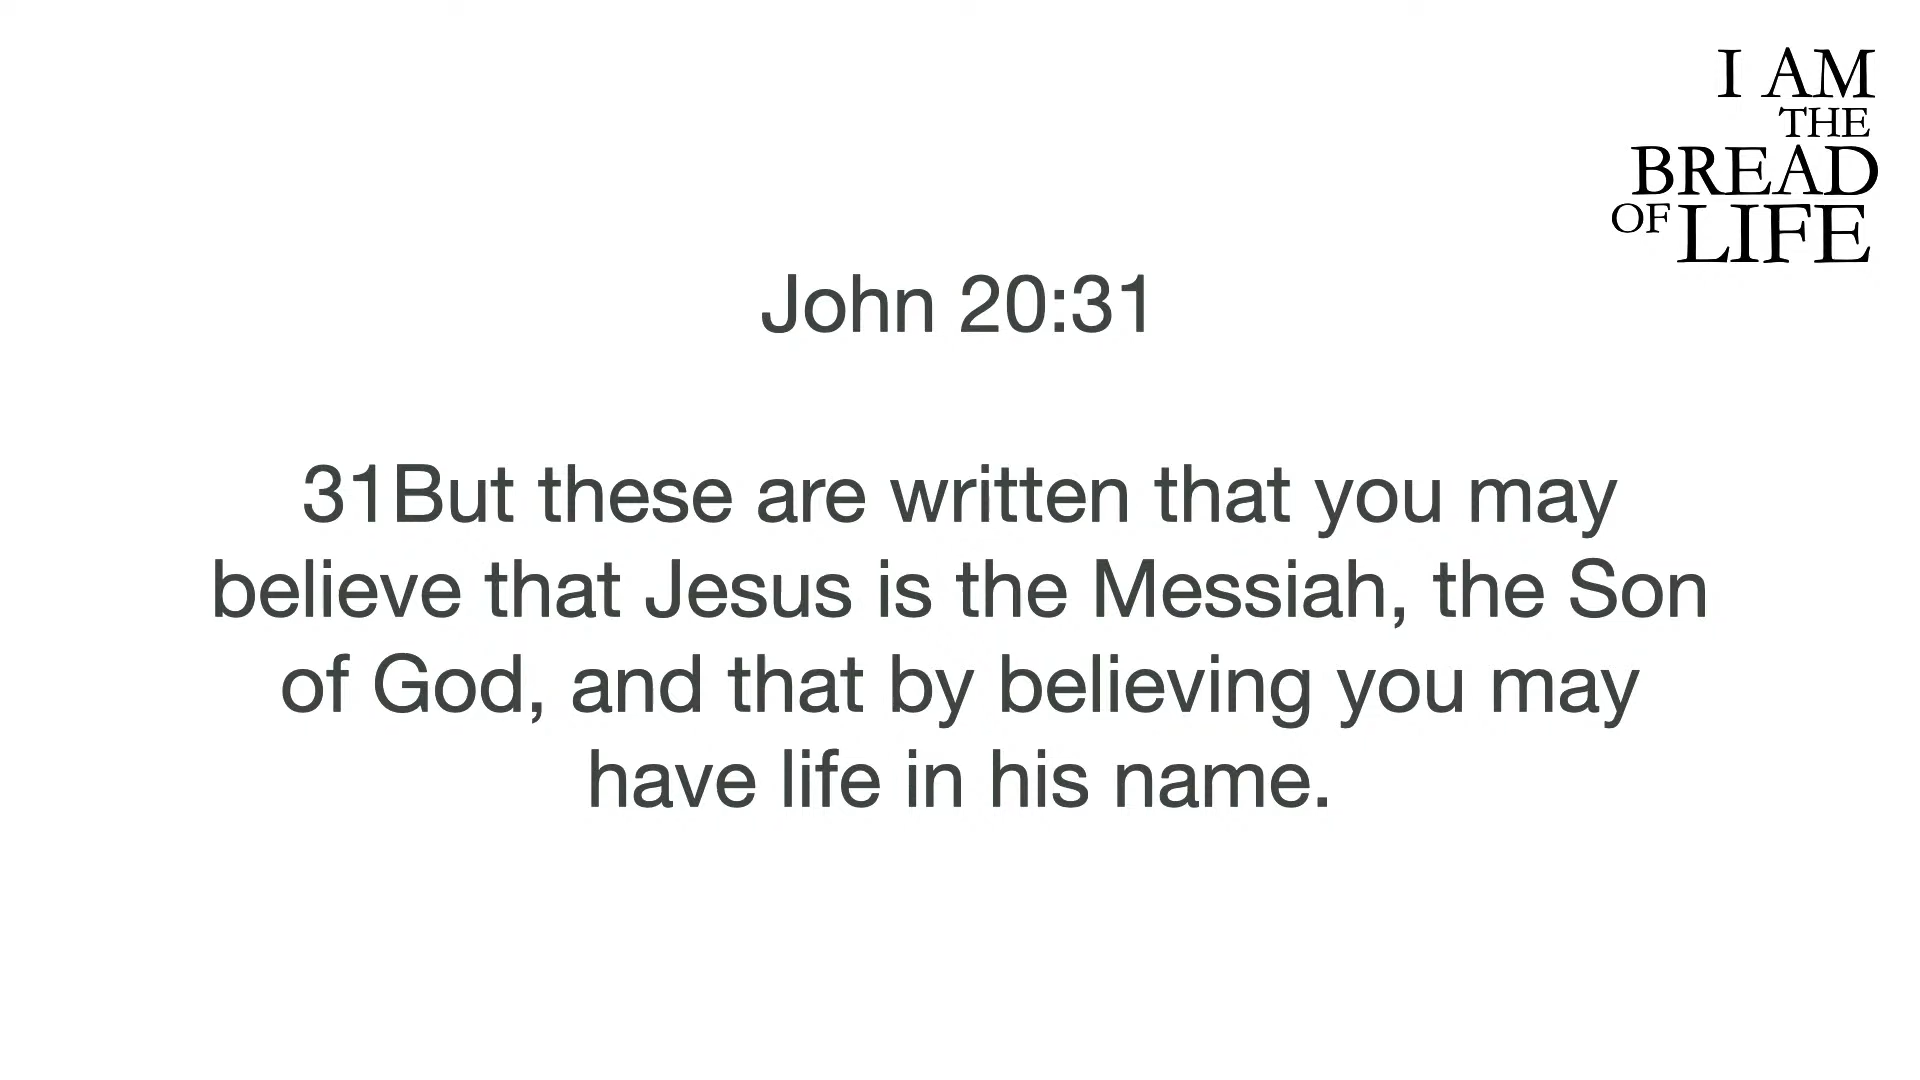 I AM
THE
BREAD
OF LIFE
John 20:31
31But these are written that you may
believe that Jesus is the Messiah, the Son
of God, and that by believing you may
have life in his name.